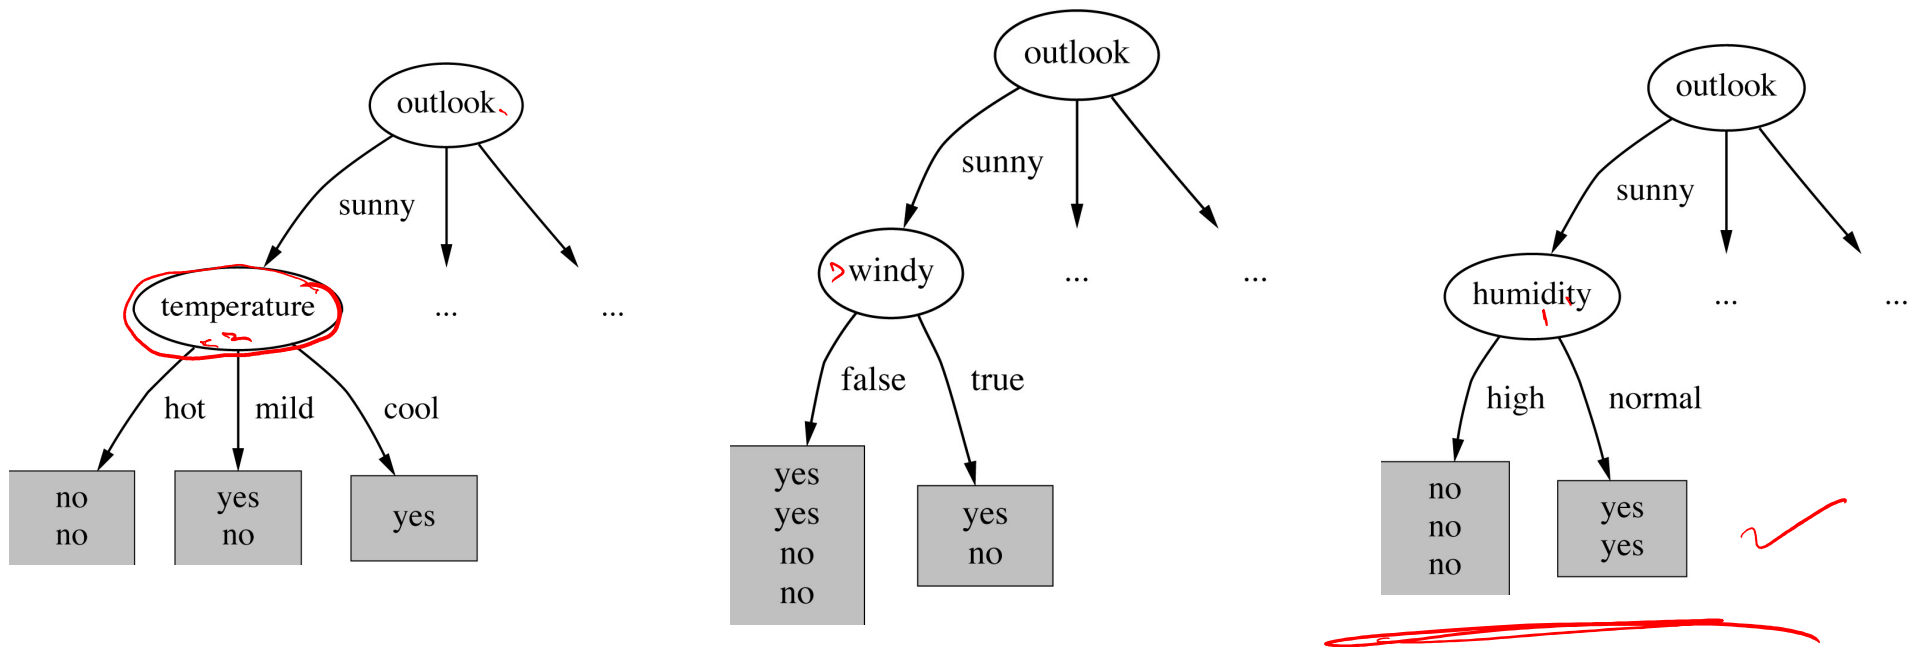 outlook
sunny
temperature
...
...
hot
mild
cool
no
no
yes
no
yes
outlook
sunny
windy
...
...
false
true
yes
yes
no
no
yes
no
outlook
sunny
humidity
...
...
high
normal
no
no
no
yes
yes